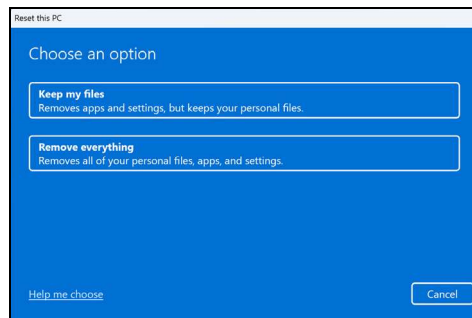 Reset this PC
Choose an option
Keep my files
Removes apps and settings, but keeps your personal files.
Remove everything
Removes all of your personal files, apps, and settings.
Help me choose
Cancel